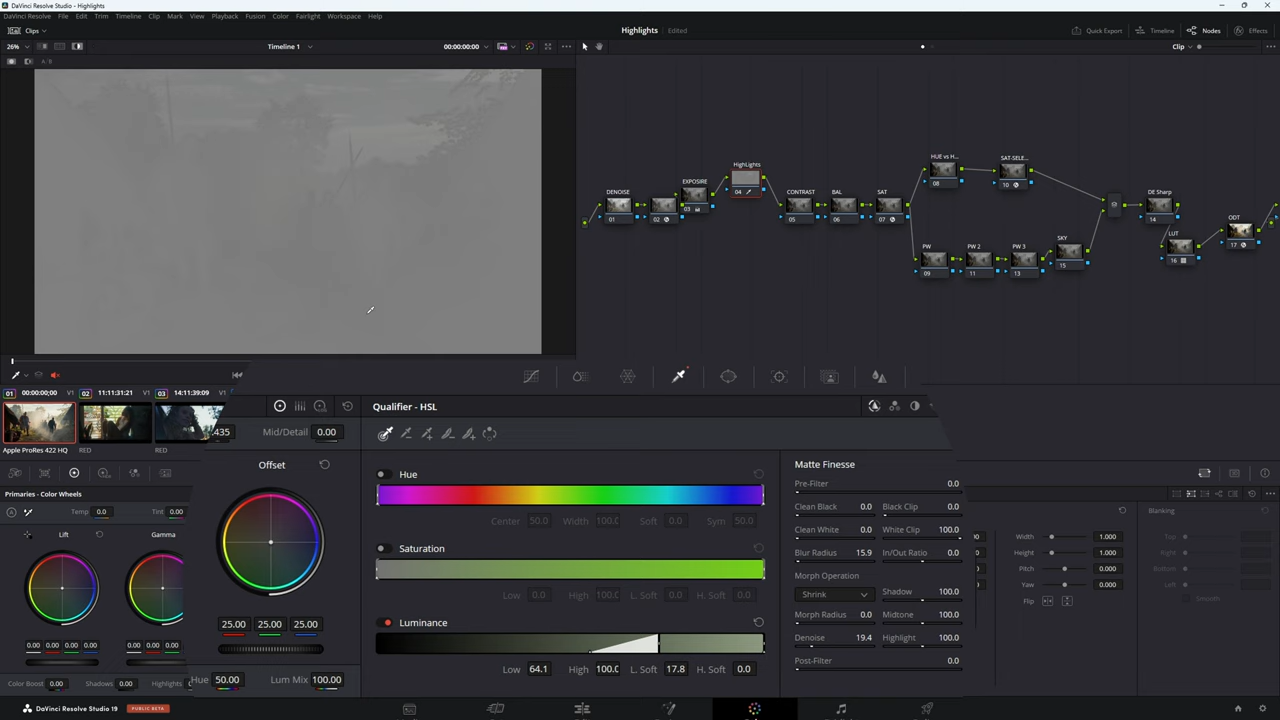 DaVinci Resolve Studio - Highlights
DaVinci Resolve File Edit Trim Timeline Clip Mark View Playback Fusion Color Fairlight Workspace Help
Clips Highlights Edited Quick Export Timeline Nodes Effects
26% Timeline 1 00:00:00:00 Clip
A/B
HUE vs H... SAT-SELE...
HighLights
08 10
EXPOSIRE
04
DENOISE 03 CONTRAST BAL SAT DE Sharp
01 02 05 06 07 14
ODT
LUT
SKY 17
PW PW 2 PW 3
16
15
09 11 13
01 00:00:00;00 V1 02 11:11:31:21 V1 03 14:11:39:09 V1
Apple ProRes 422 HQ RED RED
435 Mid/Detail 0.00
Qualifier - HSL
Offset
25.00 25.00 25.00
Hue 50.00 Lum Mix 100.00
Hue
Center 50.0 Width 100.0 Soft 0.0 Sym 50.0
Saturation
Low 0.0 High 100.0 L. Soft 0.0 H. Soft 0.0
Luminance
Low 64.1 High 100.0 L. Soft 17.8 H. Soft 0.0
Matte Finesse
Pre-Filter 0.0
Clean Black 0.0 Black Clip 0.0
Clean White 0.0 White Clip 100.0
Blur Radius 15.9 In/Out Ratio 0.0
Morph Operation
Shrink Shadow 100.0
Morph Radius 0.0 Midtone 100.0
Denoise 19.4 Highlight 100.0
Post-Filter 0.0
Primaries - Color Wheels
Temp 0.0 Tint 0.00
Lift Gamma
0.00 0.00 0.00 0.00 0.00 0.00 0.00 0.00
Color Boost 0.00 Shadows 0.00 Highlights
Blanking
Width 1.000 Top
Height 1.000 Left
Pitch 0.000 Bottom
Yaw 0.000
Flip Smooth
DaVinci Resolve Studio 19 PUBLIC BETA